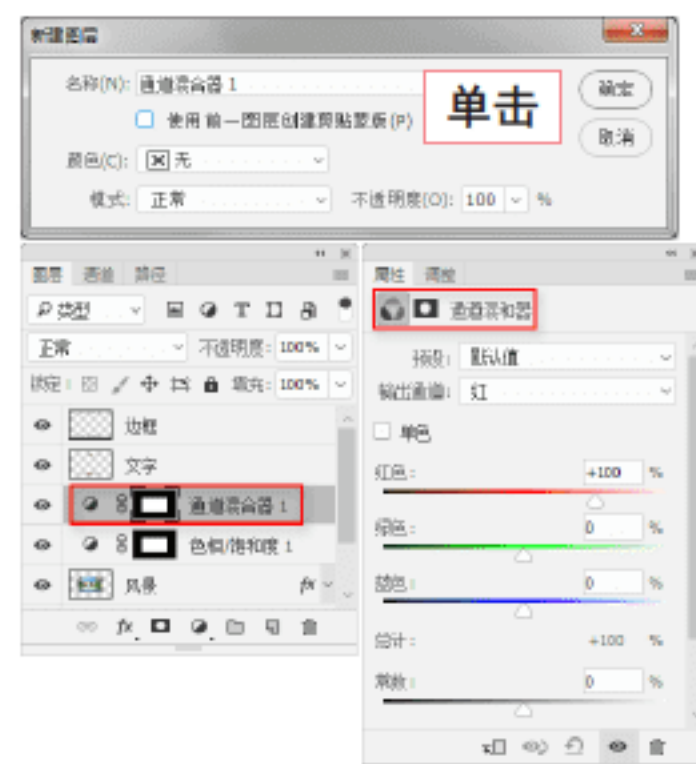 新建图层
名称(N): 通道混合器 1
使用前一图层创建剪贴蒙版(P)
单击
确定
取消
颜色(C): 无
模式: 正常
不透明度(O): 100 %
图层 通道 路径
类型
T
正常 不透明度: 100%
锁定: 填充: 100%
边框
文字
通道混合器 1
色相/饱和度 1
风景 fx
fx
属性 调整
通道混和器
预设: 默认值
输出通道: 红
单色
红色: +100 %
绿色: 0 %
蓝色: 0 %
总计: +100 %
常数: 0 %